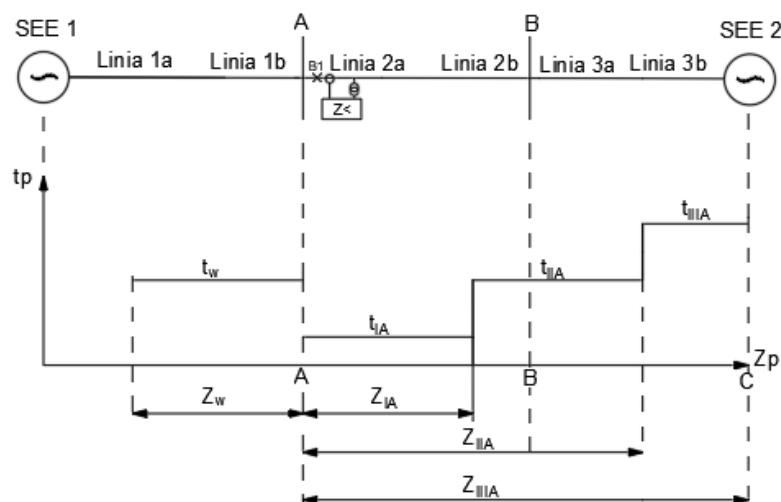 SEE 1
A
B
SEE 2
Linia 1a
Linia 1b
B1
Linia 2a
Linia 2b
Linia 3a
Linia 3b
Z<
tp
tw
tIA
tIIA
tIIIA
Zp
A
B
C
Zw
ZIA
ZIIA
ZIIIA